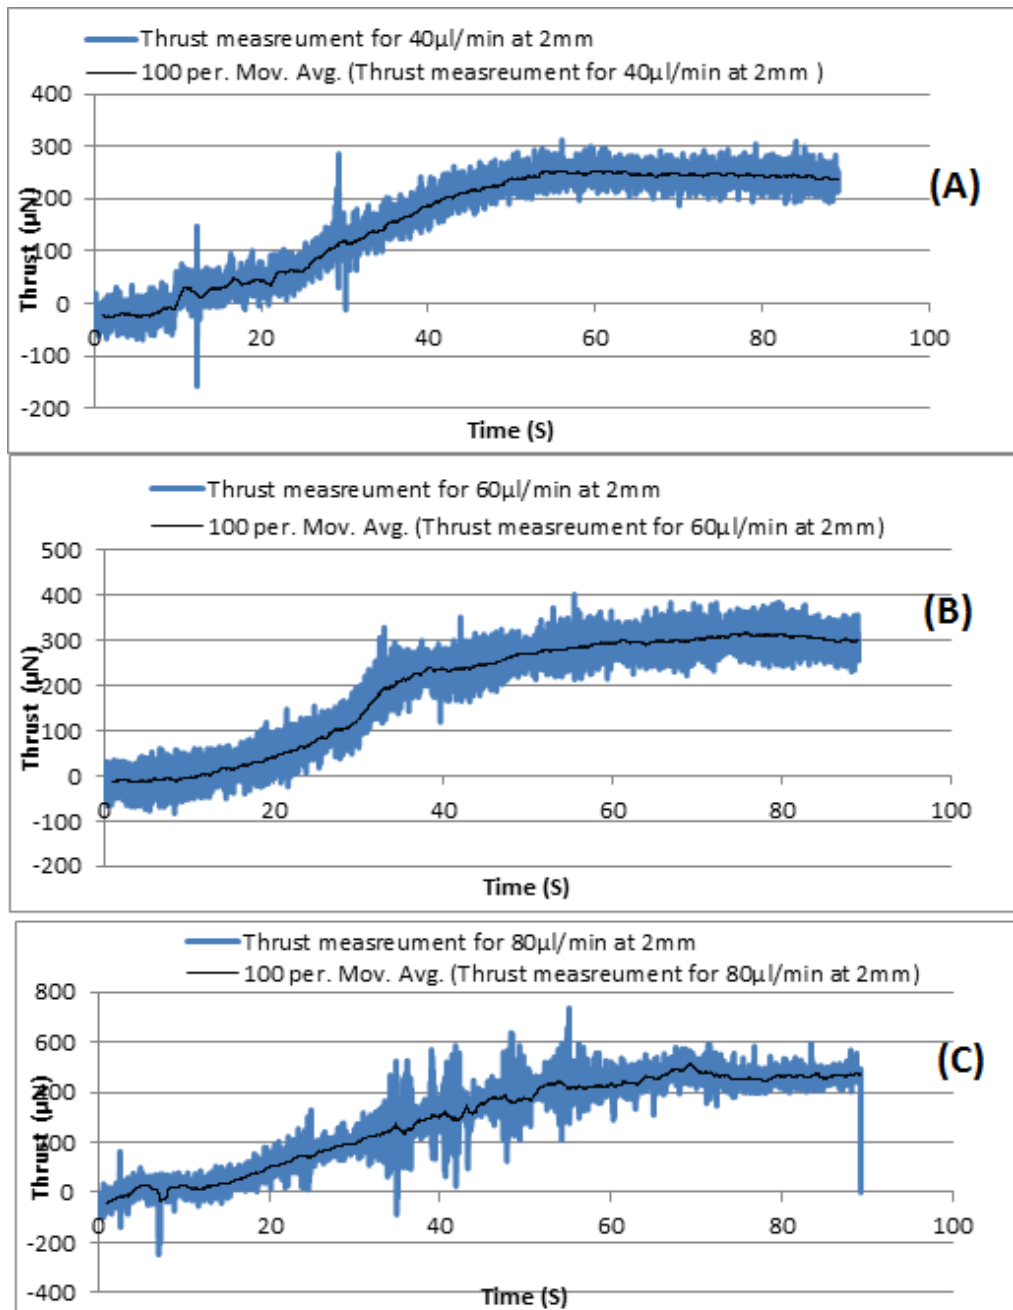 Thrust measreument for 40µl/min at 2mm
100 per. Mov. Avg. (Thrust measreument for 40µl/min at 2mm )
400
300
200
100
0
-100
-200
Thrust (µN)
0 20 40 60 80 100
Time (S)
(A)
Thrust measreument for 60µl/min at 2mm
100 per. Mov. Avg. (Thrust measreument for 60µl/min at 2mm)
500
400
300
200
100
0
-100
-200
Thrust (µN)
0 20 40 60 80 100
Time (S)
(B)
Thrust measreument for 80µl/min at 2mm
100 per. Mov. Avg. (Thrust measreument for 80µl/min at 2mm)
800
600
400
200
0
-200
-400
Thrust (µN)
0 20 40 60 80 100
Time (S)
(C)